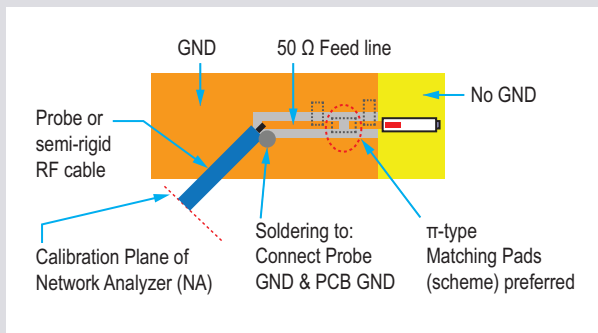 GND
50 Ω Feed line
No GND
Probe or
semi-rigid
RF cable
Calibration Plane of
Network Analyzer (NA)
Soldering to:
Connect Probe
GND & PCB GND
π-type
Matching Pads
(scheme) preferred